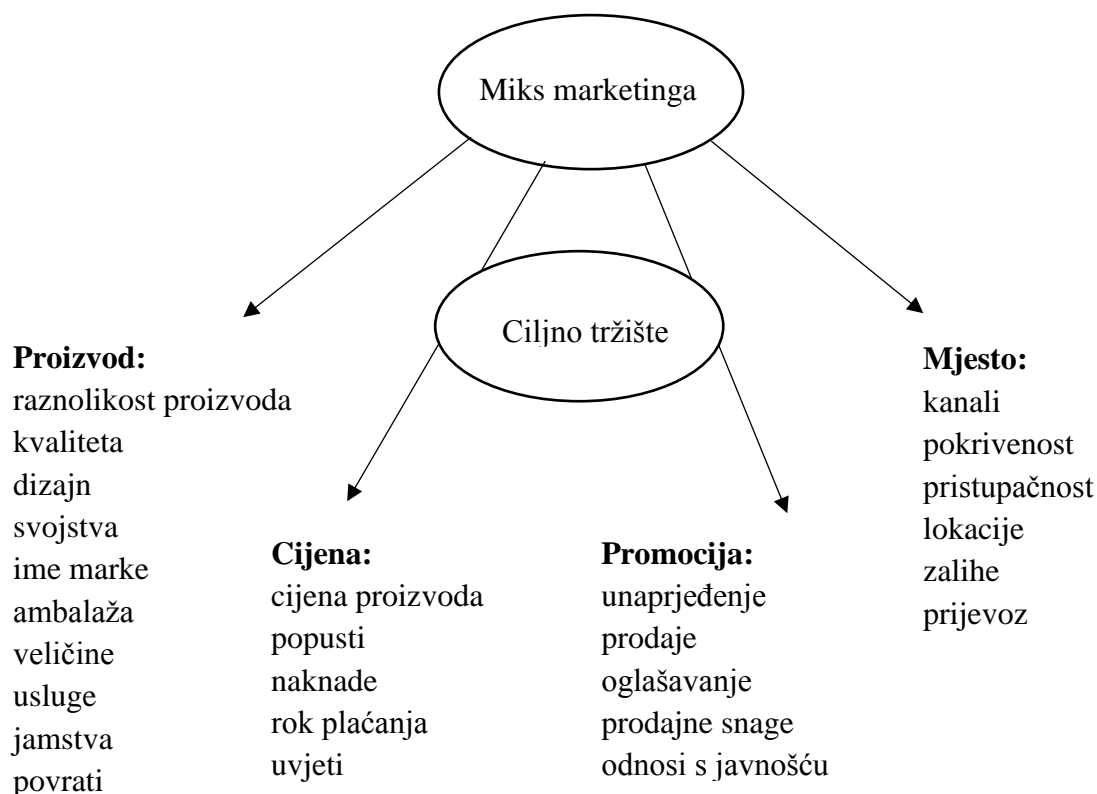 Miks marketinga
Ciljno tržište
Proizvod:
raznolikost proizvoda
kvaliteta
dizajn
svojstva
ime marke
ambalaža
veličine
usluge
jamstva
povrati
Cijena:
cijena proizvoda
popusti
naknade
rok plaćanja
uvjeti
Promocija:
unaprjeđenje
prodaje
oglašavanje
prodajne snage
odnosi s javnošću
Mjesto:
kanali
pokrivenost
pristupačnost
lokacije
zalihe
prijevoz